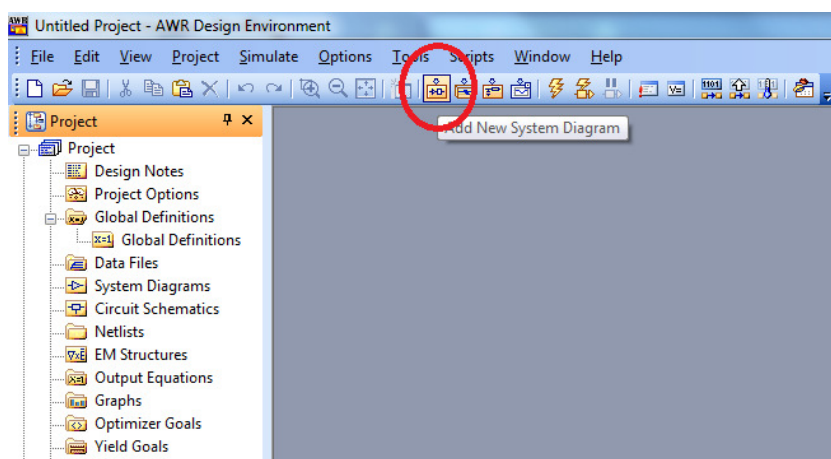 Untitled Project - AWR Design Environment
File Edit View Project Simulate Options Tools Scripts Window Help
Project
Add New System Diagram
Project
Design Notes
Project Options
Global Definitions
x=1 Global Definitions
Data Files
System Diagrams
Circuit Schematics
Netlists
EM Structures
Output Equations
Graphs
Optimizer Goals
Yield Goals